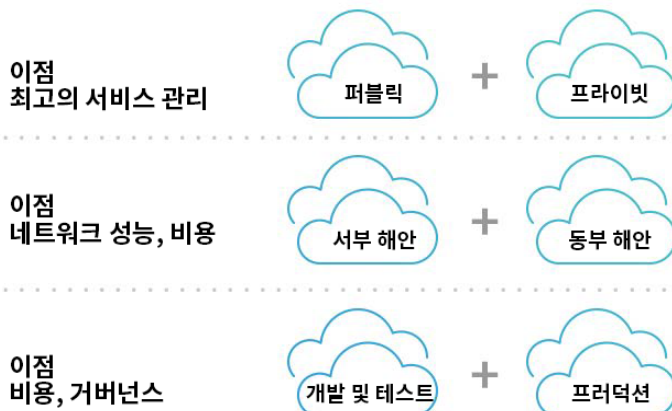 이점
최고의 서비스 관리
퍼블릭
+
프라이빗
이점
네트워크 성능, 비용
서부 해안
+
동부 해안
이점
비용, 거버넌스
개발 및 테스트
+
프러덕션